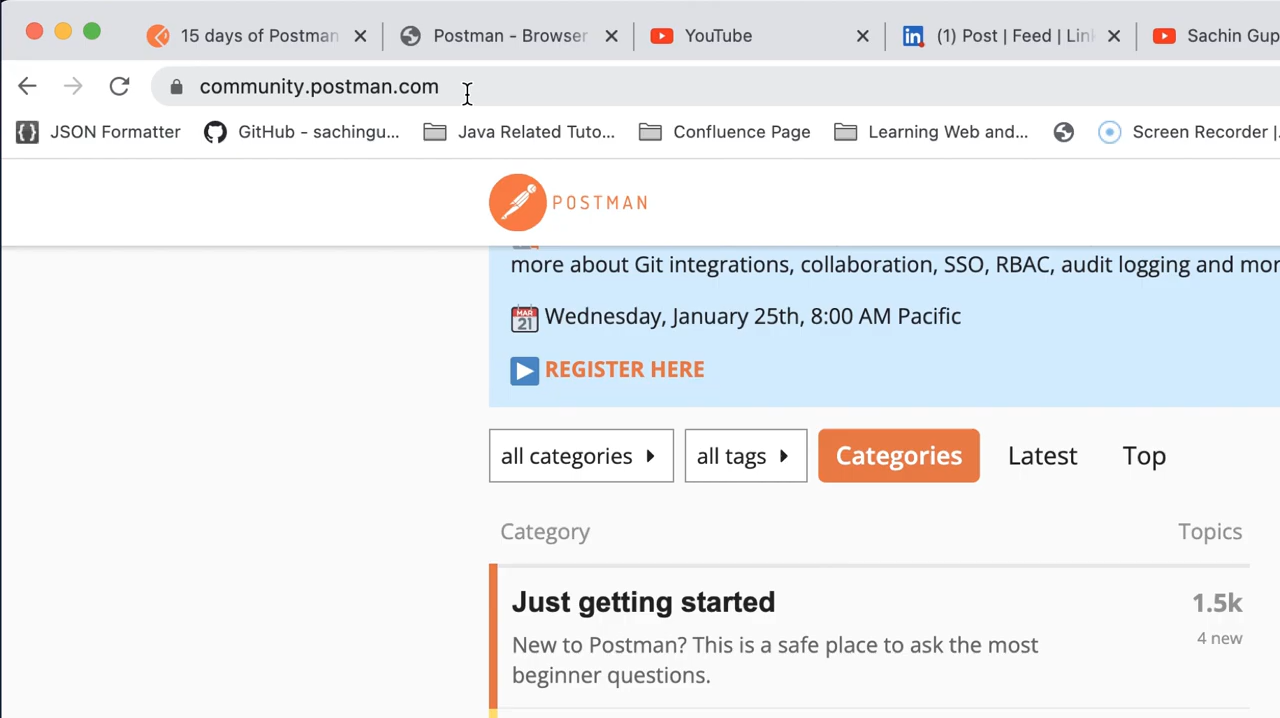 15 days of Postman
Postman - Browser
YouTube
in (1) Post | Feed | Link
Sachin Gup
community.postman.com
{} JSON Formatter
GitHub - sachingu...
Java Related Tuto...
Confluence Page
Learning Web and...
Screen Recorder |.
POSTMAN
more about Git integrations, collaboration, SSO, RBAC, audit logging and mor
MAR
21
Wednesday, January 25th, 8:00 AM Pacific
REGISTER HERE
all categories
all tags
Categories
Latest
Top
Category
Topics
Just getting started
1.5k
New to Postman? This is a safe place to ask the most
4 new
beginner questions.